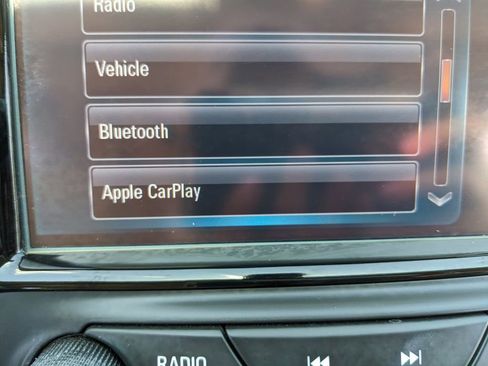 Radio
Vehicle
Bluetooth
Apple CarPlay
RADIO